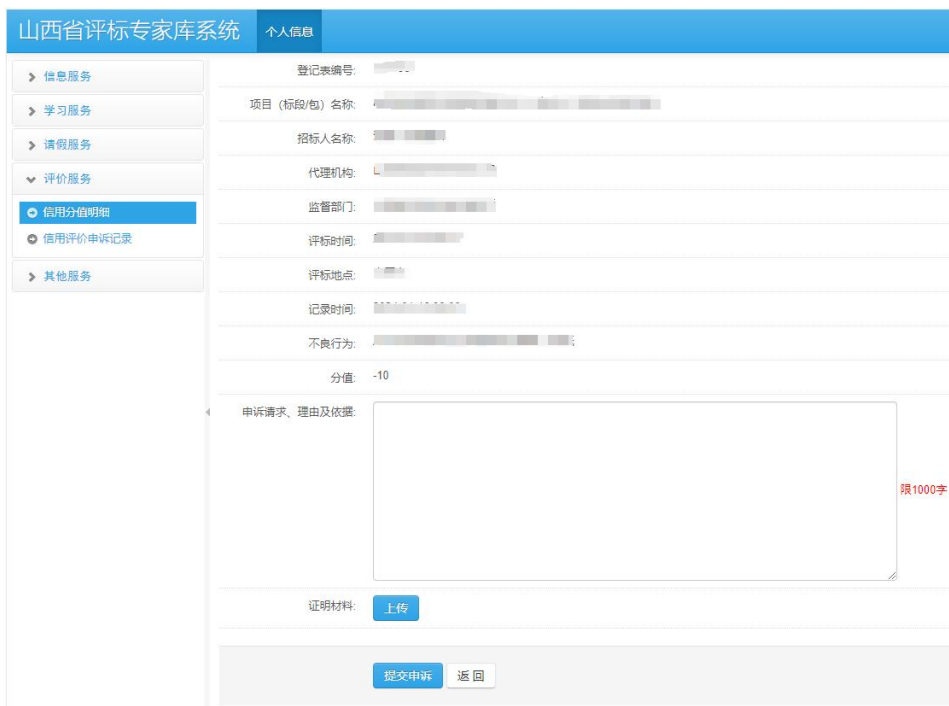 山西省评标专家库系统 个人信息
信息服务
学习服务
请假服务
评价服务
信用分值明细
信用评价申诉记录
其他服务
登记表编号:
项目（标段/包）名称:
招标人名称:
代理机构:
监督部门:
评标时间:
评标地点:
记录时间:
不良行为:
分值: -10
申诉请求、理由及依据:
限1000字
证明材料: 上传
提交申诉 返回